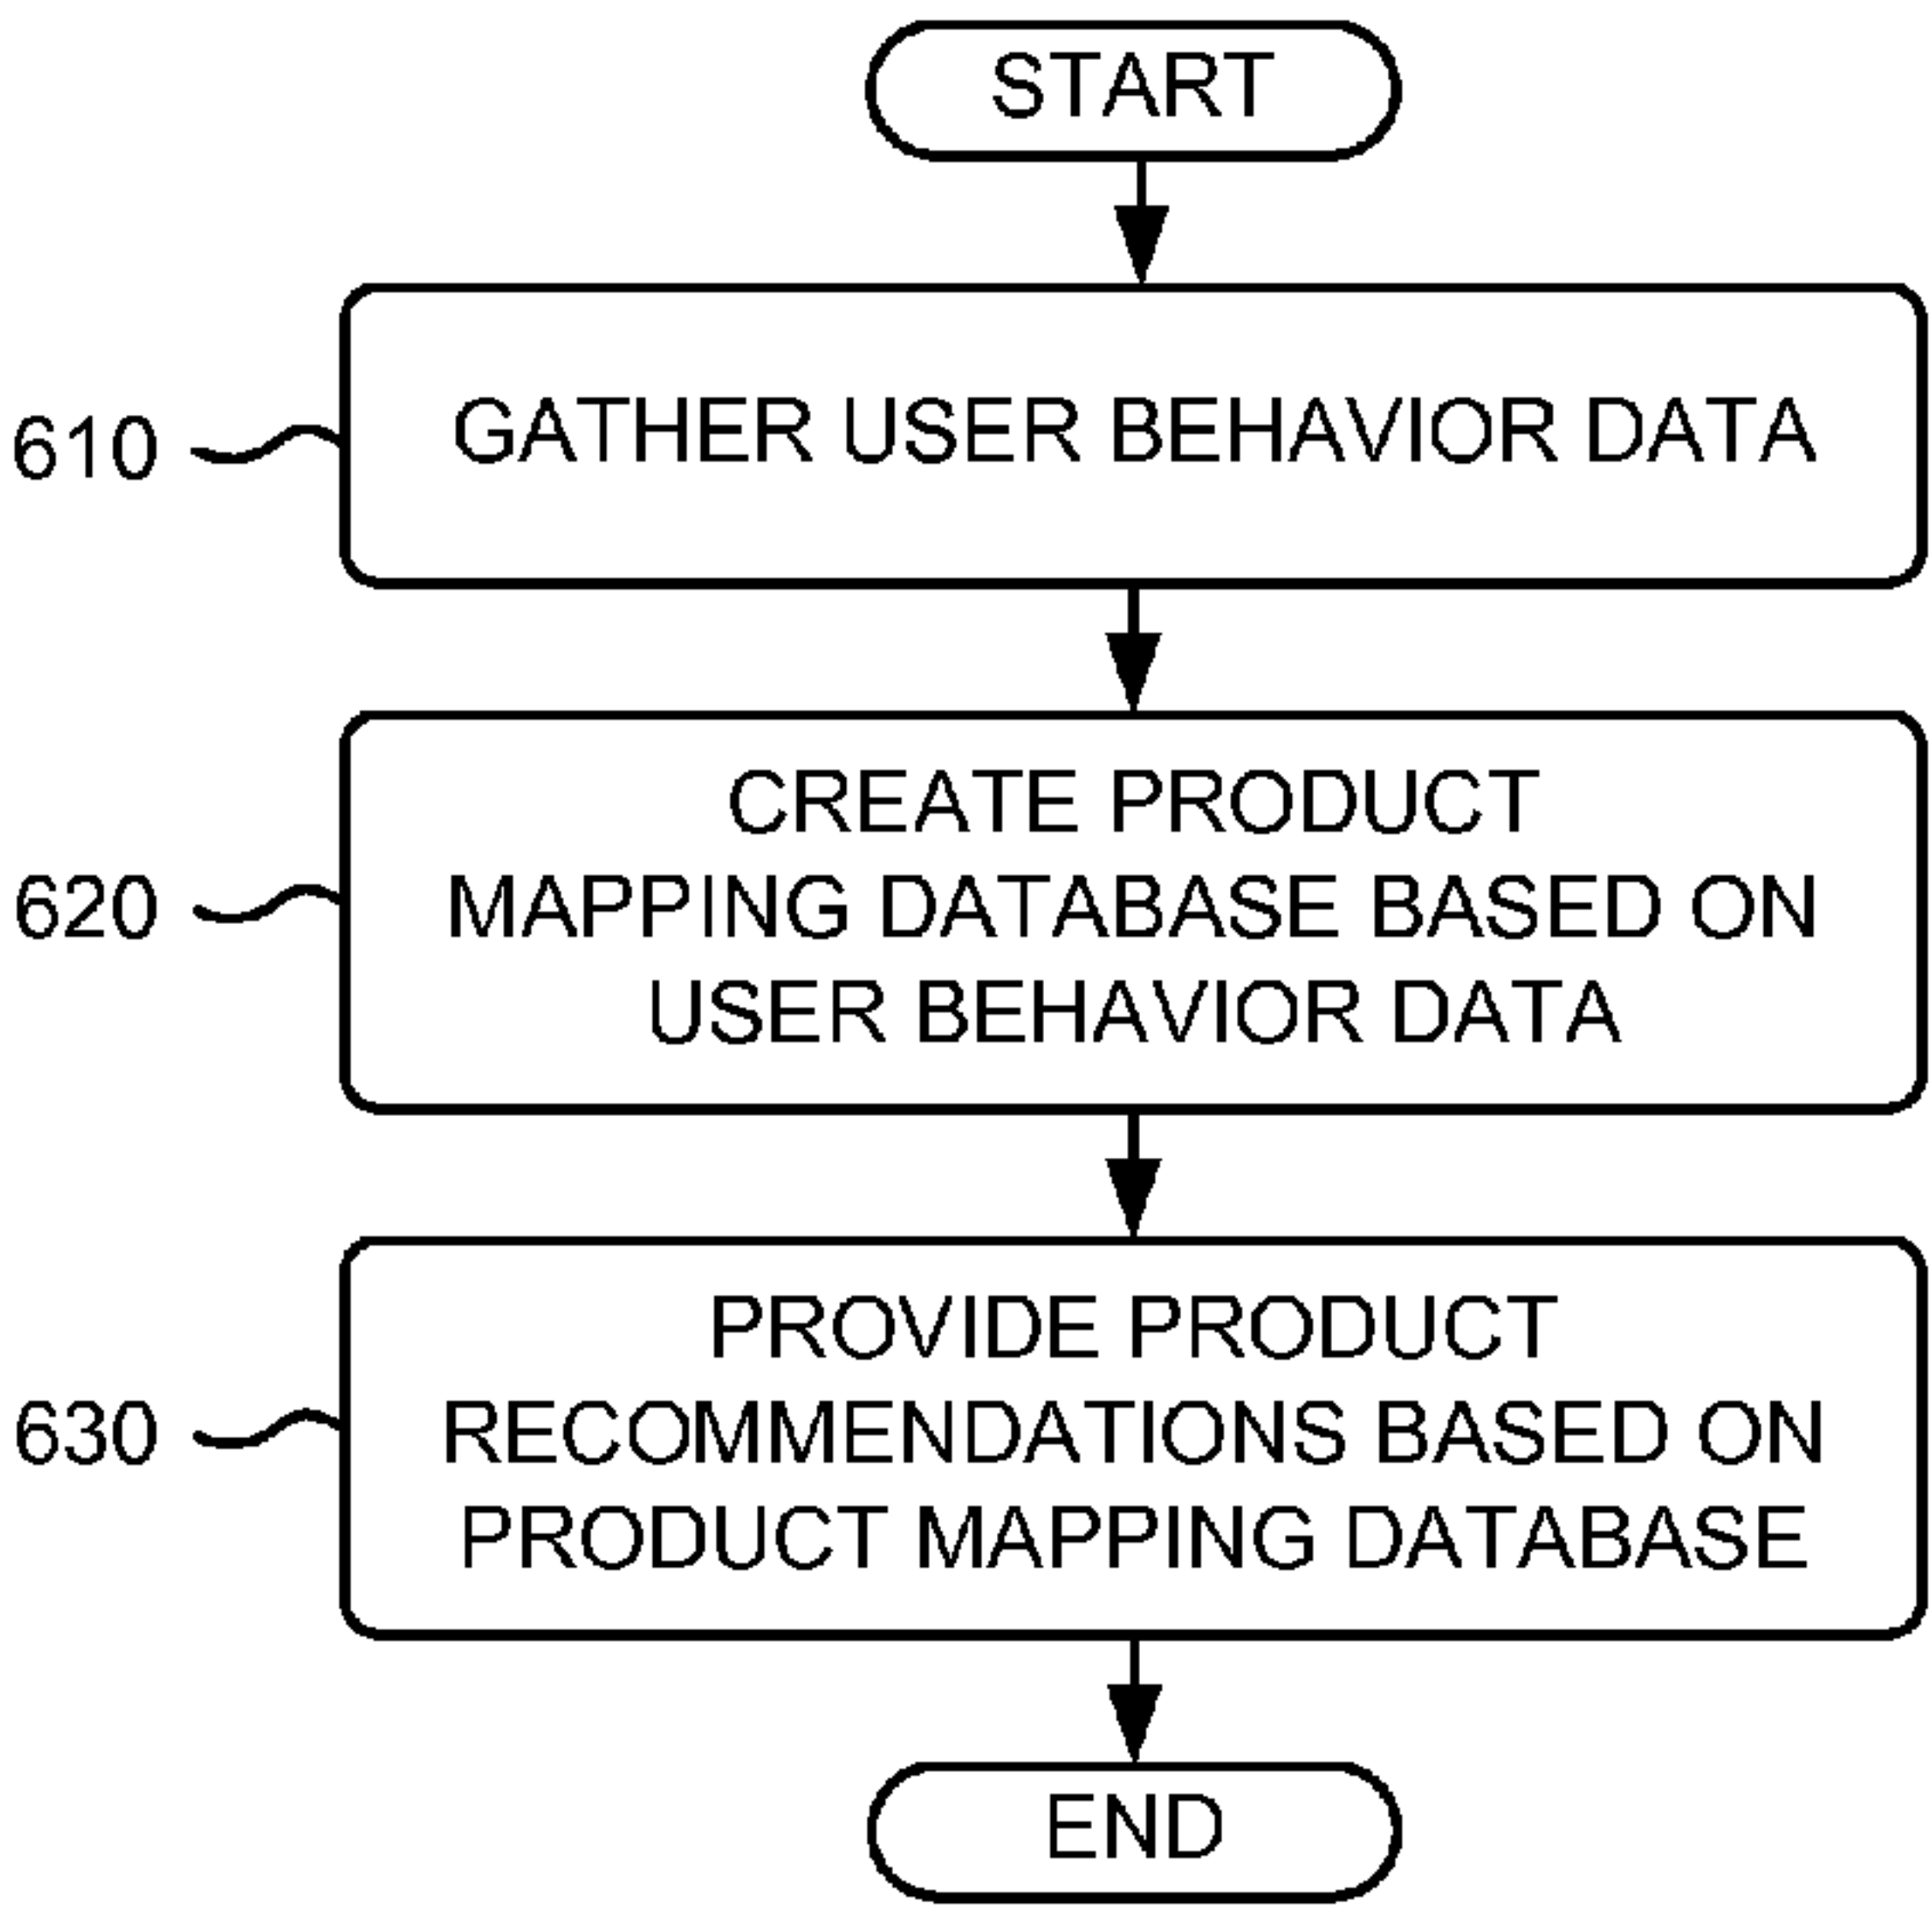 START
610
GATHER USER BEHAVIOR DATA
620
CREATE PRODUCT
MAPPING DATABASE BASED ON
USER BEHAVIOR DATA
630
PROVIDE PRODUCT
RECOMMENDATIONS BASED ON
PRODUCT MAPPING DATABASE
END